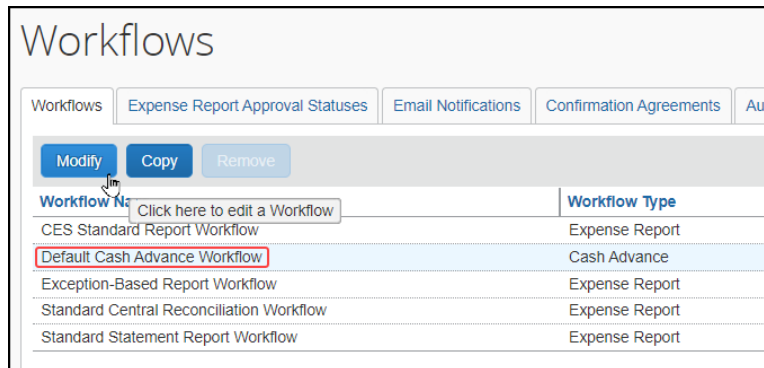 Workflows
Workflows Expense Report Approval Statuses Email Notifications Confirmation Agreements Au
Modify Copy Remove
Workflow Na Workflow Type
Click here to edit a Workflow
CES Standard Report Workflow Expense Report
Default Cash Advance Workflow Cash Advance
Exception-Based Report Workflow Expense Report
Standard Central Reconciliation Workflow Expense Report
Standard Statement Report Workflow Expense Report